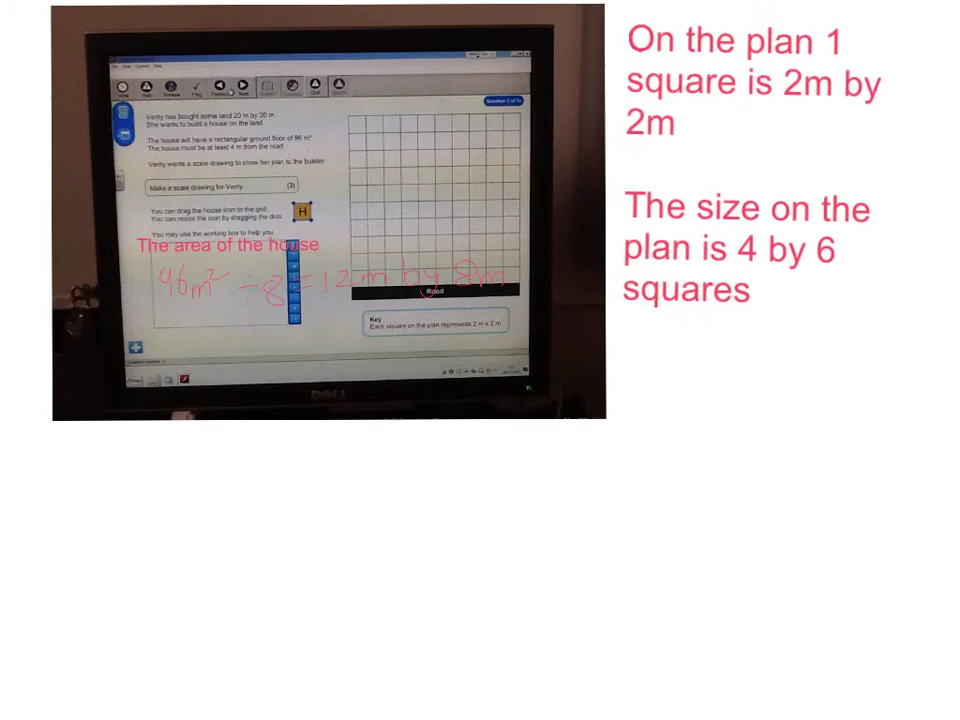 Question 2 of 13
Verity has bought some land 20 m by 20 m.
She wants to build a house on the land.
The house will have a rectangular ground floor of 96 m²
The house must be at least 4 m from the road.
Verity wants a scale drawing to show her plan to the builder
Make a scale drawing for Verity (3)
You can drag the house icon to the grid.
You can resize the icon by dragging the dots.
H
You may use the working box to help you.
The area of the house
96m² ÷ 8 = 12m by 8m
Road
Key
Each square on the plan represents 2 m x 2 m
DELL
On the plan 1
square is 2m by
2m
The size on the
plan is 4 by 6
squares